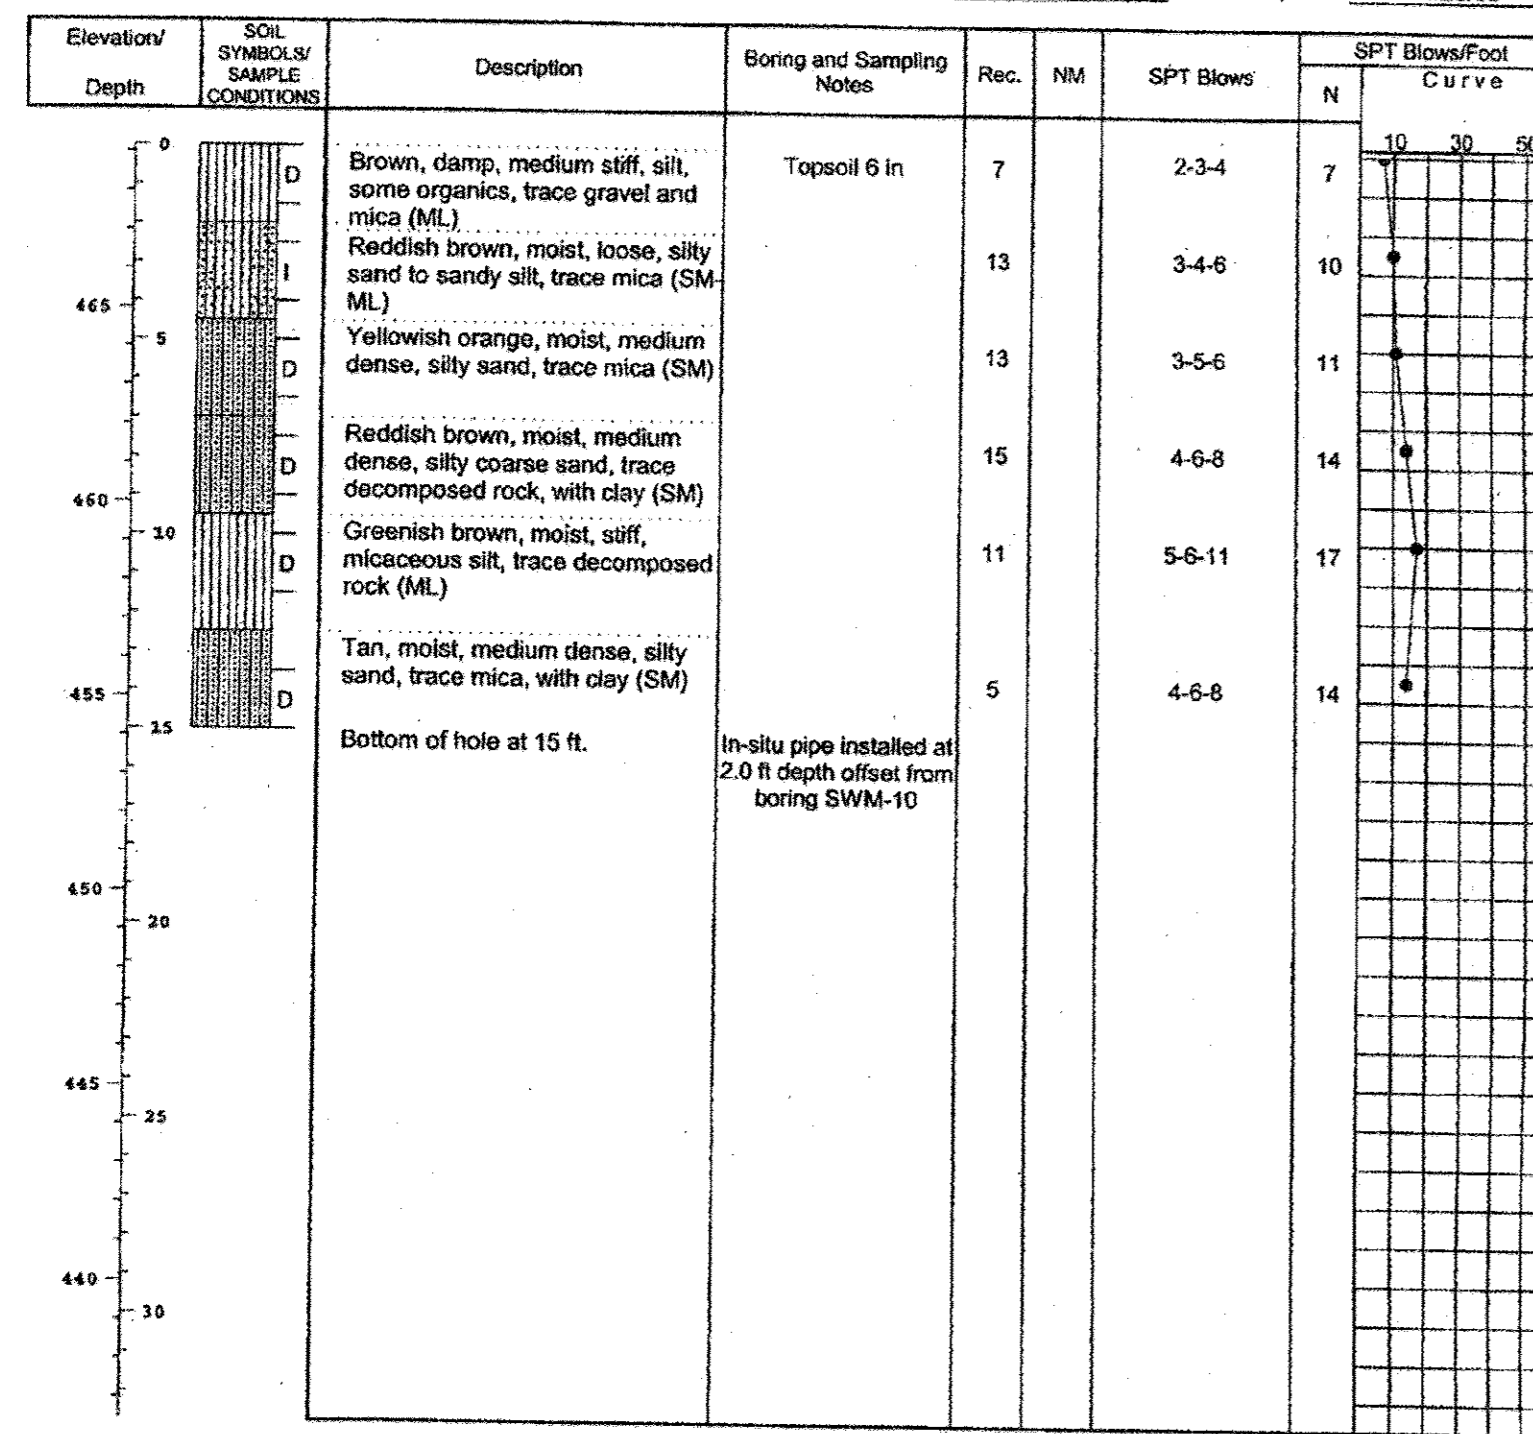 Elevation/
Depth
SOIL
SYMBOLS/
SAMPLE
CONDITIONS
Description
Boring and Sampling
Notes
Rec.
NM
SPT Blows
SPT Blows/Foot
Curve
N
10 30 50
0
D
Brown, damp, medium stiff, silt,
some organics, trace gravel and
mica (ML)
Topsoil 6 in
7
2-3-4
7
I
Reddish brown, moist, loose, silty
sand to sandy silt, trace mica (SM-
ML)
13
3-4-6
10
465
5
D
Yellowish orange, moist, medium
dense, silty sand, trace mica (SM)
13
3-5-6
11
D
Reddish brown, moist, medium
dense, silty coarse sand, trace
decomposed rock, with clay (SM)
15
4-6-8
14
460
10
D
Greenish brown, moist, stiff,
micaceous silt, trace decomposed
rock (ML)
11
5-6-11
17
D
Tan, moist, medium dense, silty
sand, trace mica, with clay (SM)
5
4-6-8
14
455
15
Bottom of hole at 15 ft.
In-situ pipe installed at
2.0 ft depth offset from
boring SWM-10
450
20
445
25
440
30